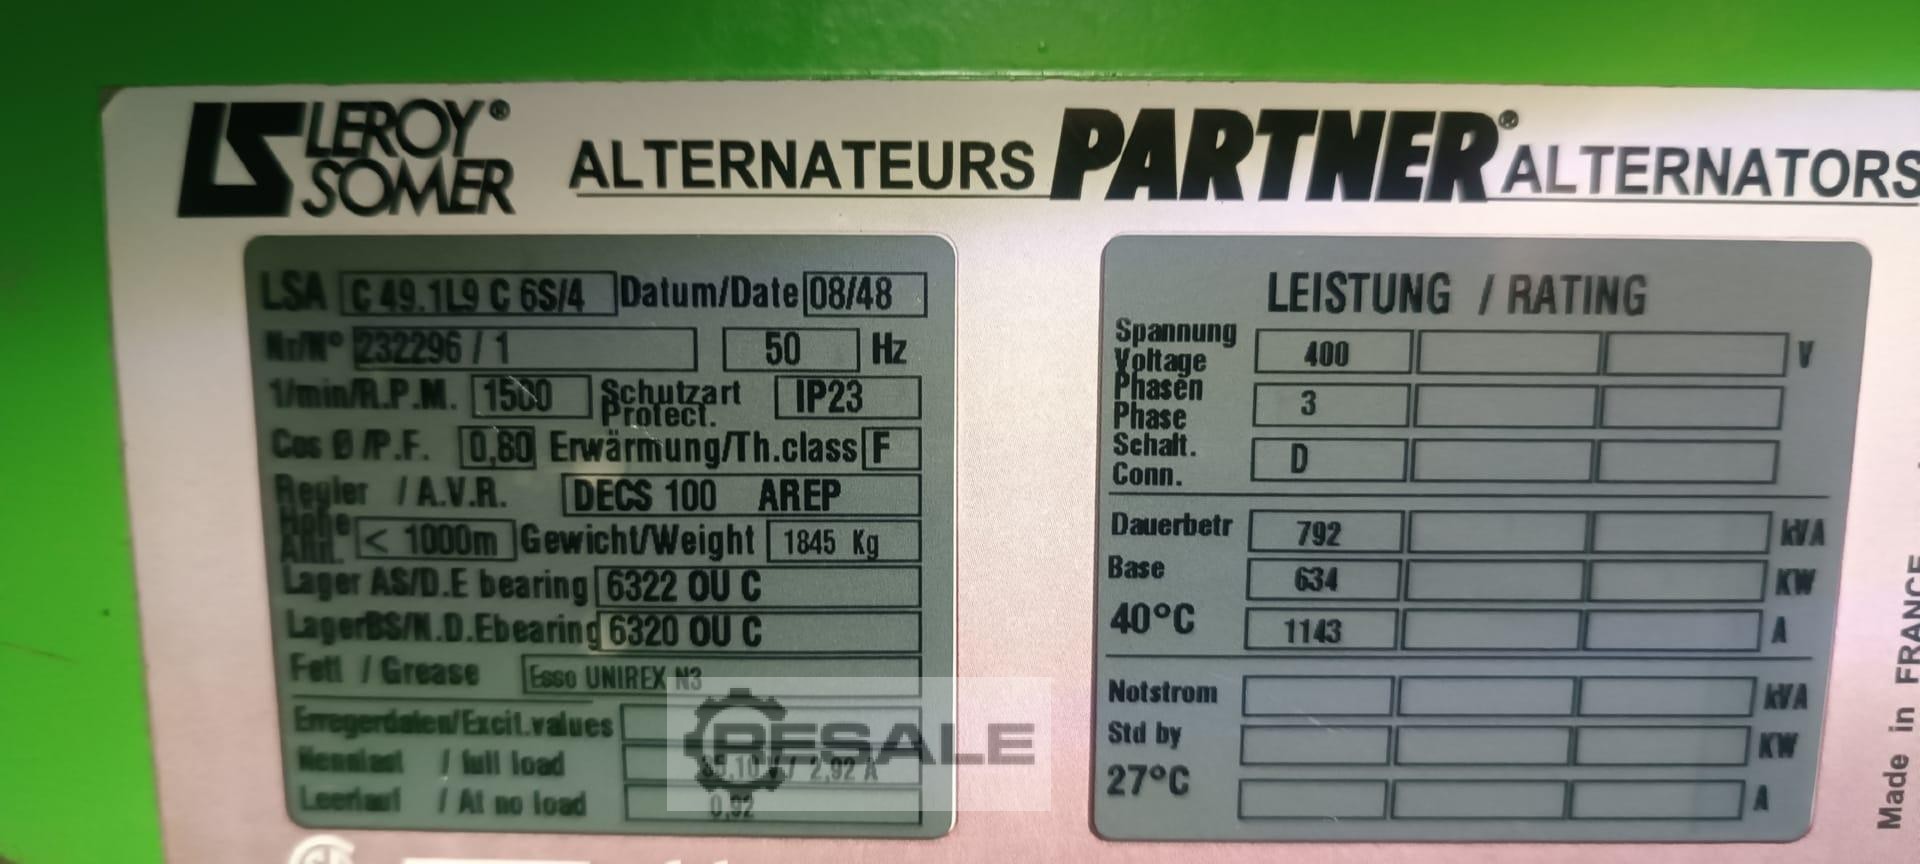 LEROY®
SOMER
ALTERNATEURS PARTNER® ALTERNATORS
LSA C 49.1L9 C 6S/4 Datum/Date 08/48
Nr/N° 232296 / 1 50 Hz
1/min/R.P.M. 1500 Schutzart
Protect. IP23
Cos Ø /P.F. 0,80 Erwärmung/Th.class F
Regler / A.V.R. DECS 100 AREP
Höhe
Altit. < 1000m Gewicht/Weight 1845 Kg
Lager AS/D.E bearing 6322 OU C
LagerBS/N.D.Ebearing 6320 OU C
Fett / Grease Esso UNIREX N3
Erregerdaten/Excit.values
Nennlast / full load 35,10 V / 2,92 A
Leerlauf / At no load 0,92
LEISTUNG / RATING
Spannung
Voltage 400 V
Phasen
Phase 3
Schalt.
Conn. D
Dauerbetr 792 kVA
Base 634 KW
40°C 1143 A
Notstrom kVA
Std by KW
27°C A
Made in FRANCE
RESALE